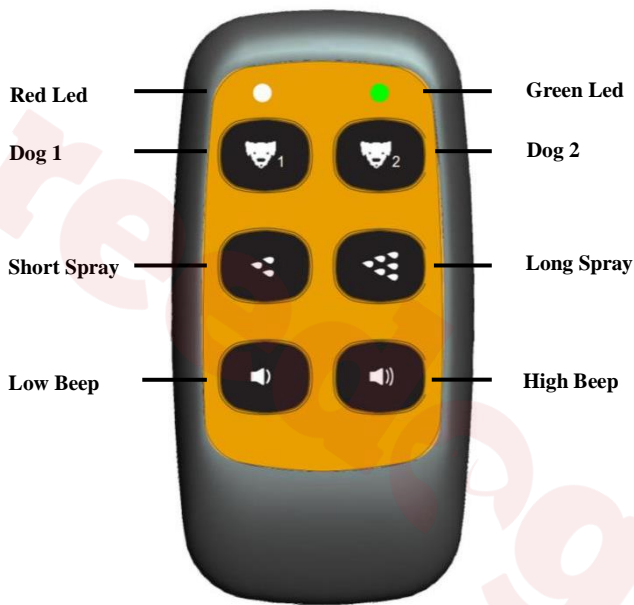 Red Led
Green Led
Dog 1
Dog 2
1
2
Short Spray
Long Spray
Low Beep
High Beep